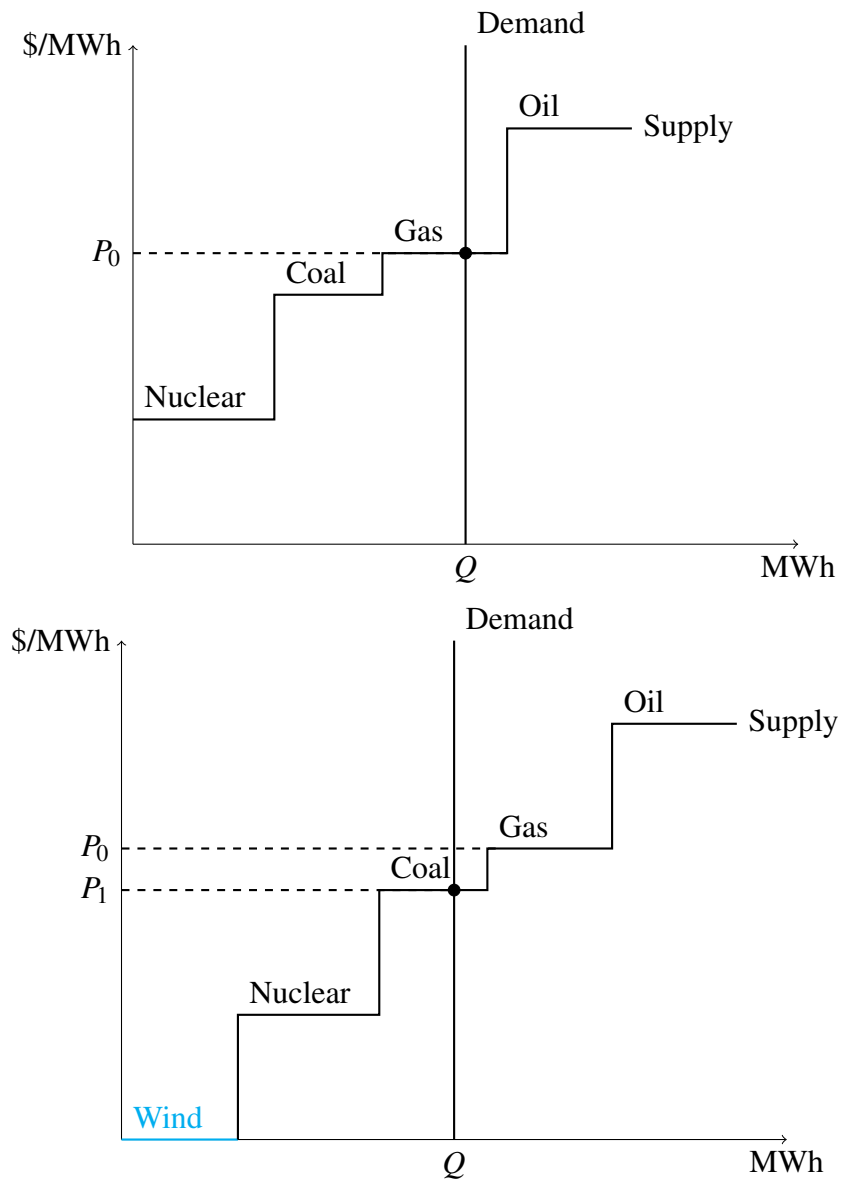 Demand
$/MWh
Oil
Supply
Gas
P0
Coal
Nuclear
Q
MWh
Demand
$/MWh
Oil
Supply
Gas
P0
Coal
P1
Nuclear
Wind
Q
MWh